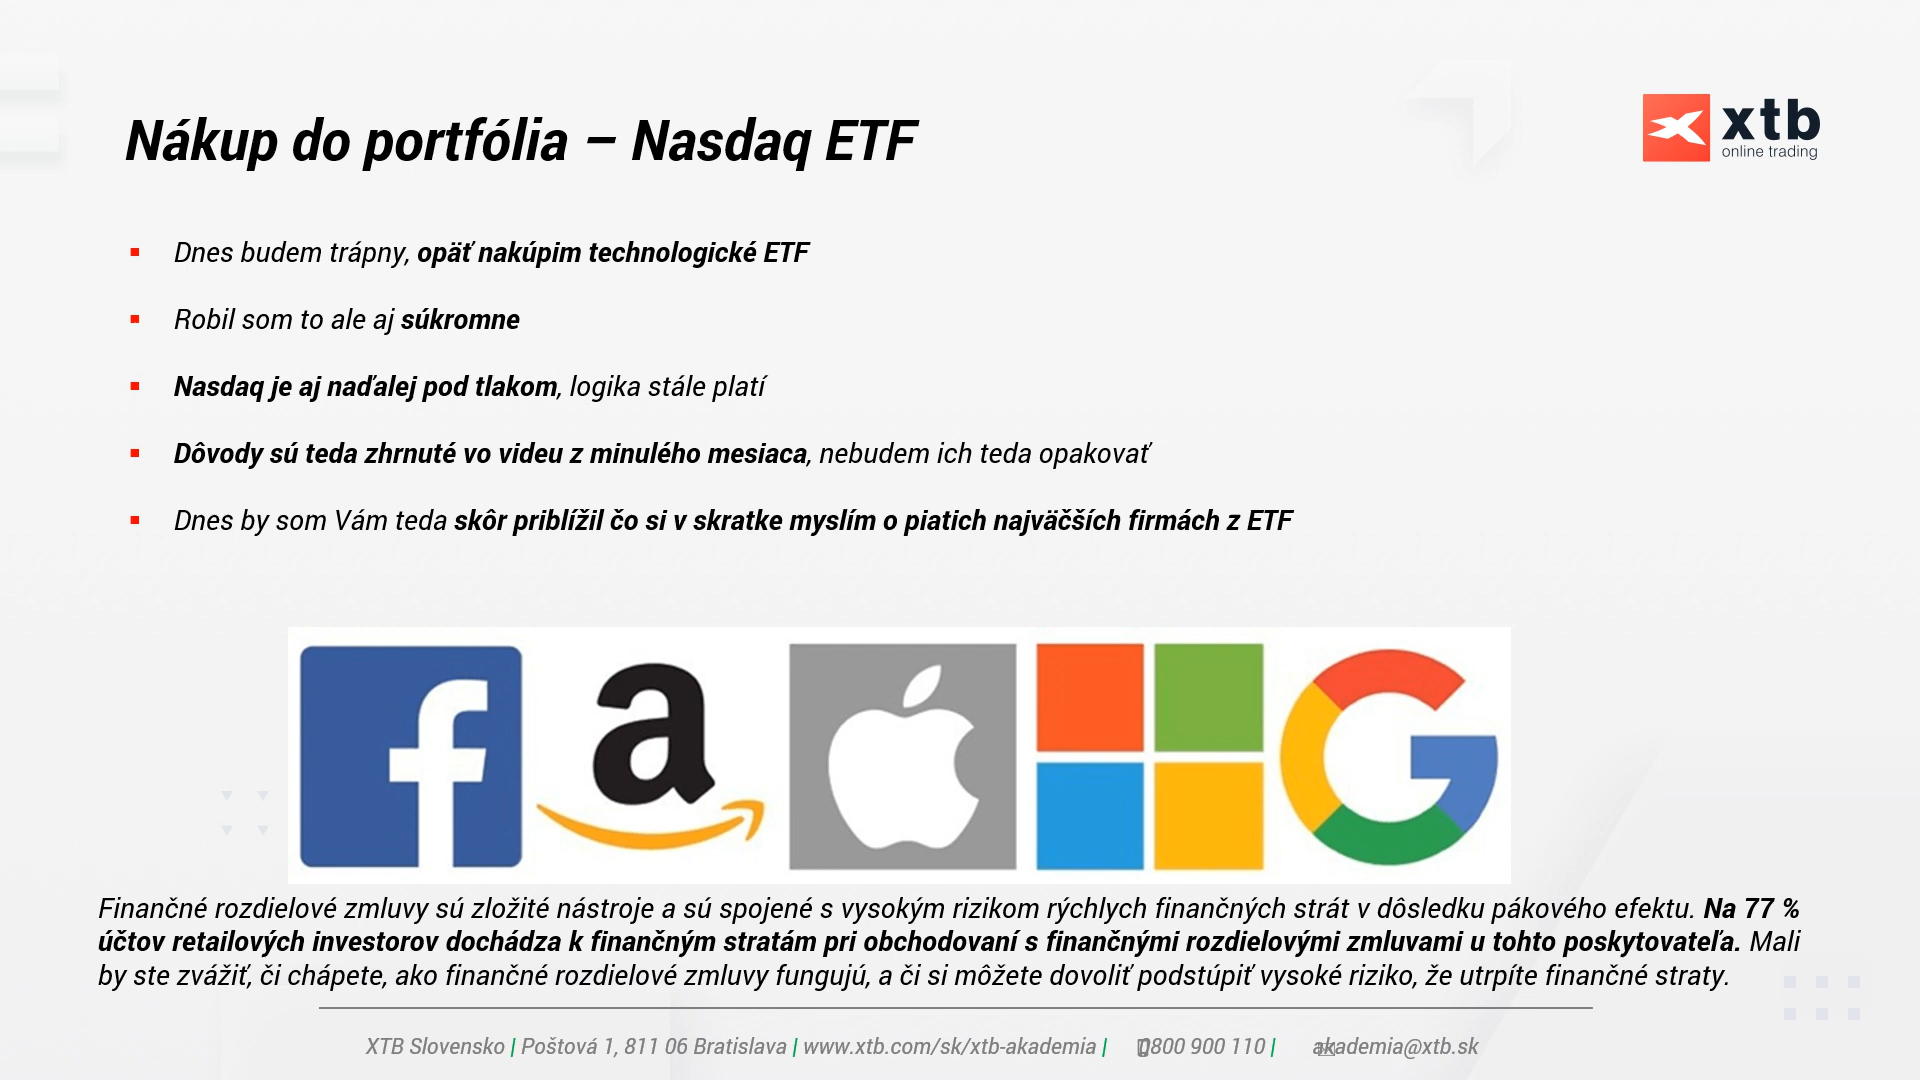 Nákup do portfólia – Nasdaq ETF
xtb
online trading
Dnes budem trápny, opäť nakúpim technologické ETF
Robil som to ale aj súkromne
Nasdaq je aj naďalej pod tlakom, logika stále platí
Dôvody sú teda zhrnuté vo videu z minulého mesiaca, nebudem ich teda opakovať
Dnes by som Vám teda skôr priblížil čo si v skratke myslím o piatich najväčších firmách z ETF
Finančné rozdielové zmluvy sú zložité nástroje a sú spojené s vysokým rizikom rýchlych finančných strát v dôsledku pákového efektu. Na 77 %
účtov retailových investorov dochádza k finančným stratám pri obchodovaní s finančnými rozdielovými zmluvami u tohto poskytovateľa. Mali
by ste zvážiť, či chápete, ako finančné rozdielové zmluvy fungujú, a či si môžete dovoliť podstúpiť vysoké riziko, že utrpíte finančné straty.
XTB Slovensko | Poštová 1, 811 06 Bratislava | www.xtb.com/sk/xtb-akademia | 0800 900 110 | akademia@xtb.sk